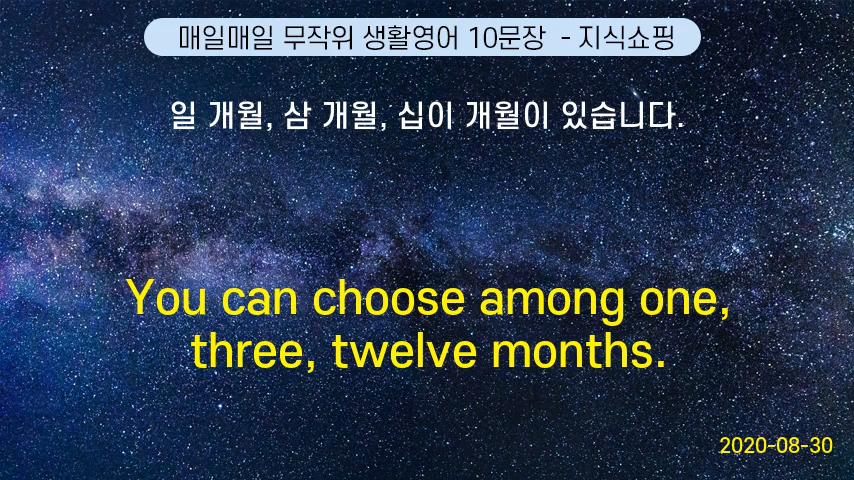 매일매일 무작위 생활영어 10문장 - 지식쇼핑
일 개월, 삼 개월, 십이 개월이 있습니다.
You can choose among one,
three, twelve months.
2020-08-30